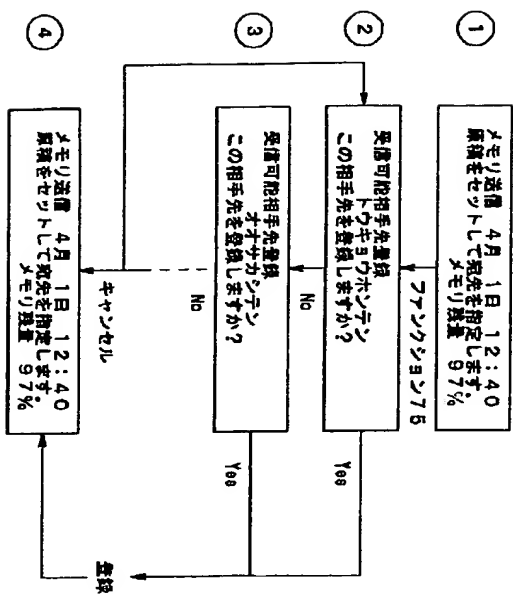 ①
メモリ送信 4月 1日 12:40
原稿をセットして宛先を指定します。
メモリ残量 97%
ファンクション75
②
受信可能相手先登録
トウキョウホンテン
この相手先を登録しますか?
No
Yes
③
受信可能相手先登録
オオサカシテン
この相手先を登録しますか?
No
Yes
キャンセル
登録
④
メモリ送信 4月 1日 12:40
原稿をセットして宛先を指定します。
メモリ残量 97%